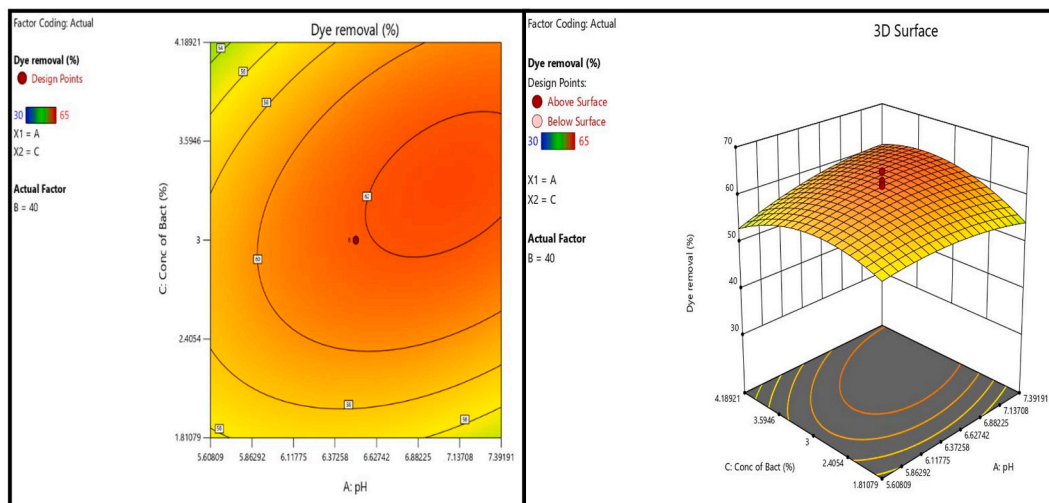 Factor Coding: Actual
Dye removal (%)
Dye removal (%)
Design Points
30 65
X1 = A
X2 = C
Actual Factor
B = 40
C: Conc of Bact (%)
4.18921
3.5946
3
2.4054
1.81079
58
60
62
58
58
5.60809 5.86292 6.11775 6.37258 6.62742 6.88225 7.13708 7.39191
A: pH
Factor Coding: Actual
3D Surface
Dye removal (%)
Design Points:
Above Surface
Below Surface
30 65
X1 = A
X2 = C
Actual Factor
B = 40
Dye removal (%)
70
60
50
40
30
4.18921
3.5946
3
2.4054
1.81079
C: Conc of Bact (%)
7.39191
7.13708
6.88225
6.62742
6.37258
6.11775
5.86292
5.60809
A: pH